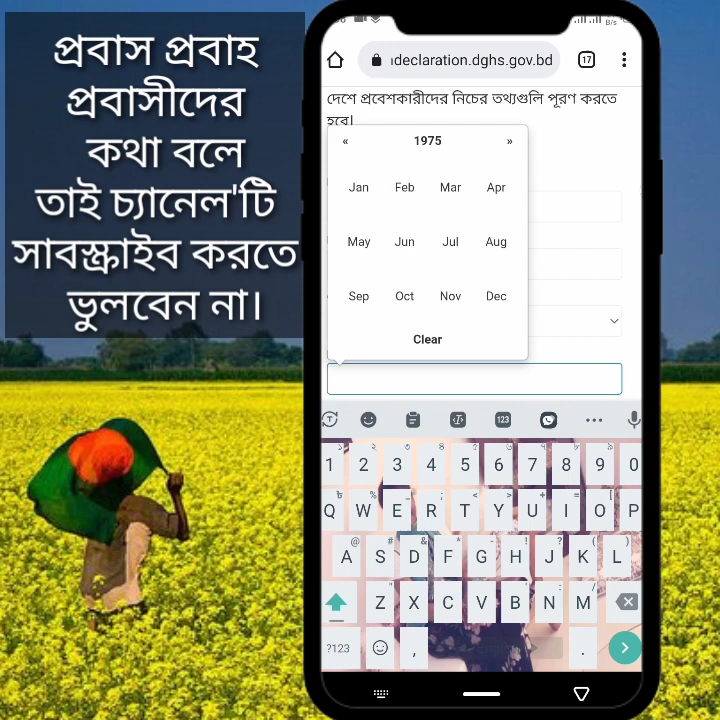 প্রবাস প্রবাহ
প্রবাসীদের
কথা বলে
তাই চ্যানেল'টি
সাবস্ক্রাইব করতে
ভুলবেন না।
declaration.dghs.gov.bd
17
দেশে প্রবেশকারীদের নিচের তথ্যগুলি পূরণ করতে
হবে।
« 1975 »
Jan Feb Mar Apr
May Jun Jul Aug
Sep Oct Nov Dec
Clear
123
1 2 3 4 5 6 7 8 9 0
Q W E R T Y U I O P
A S D F G H J K L
Z X C V B N M
?123 , .